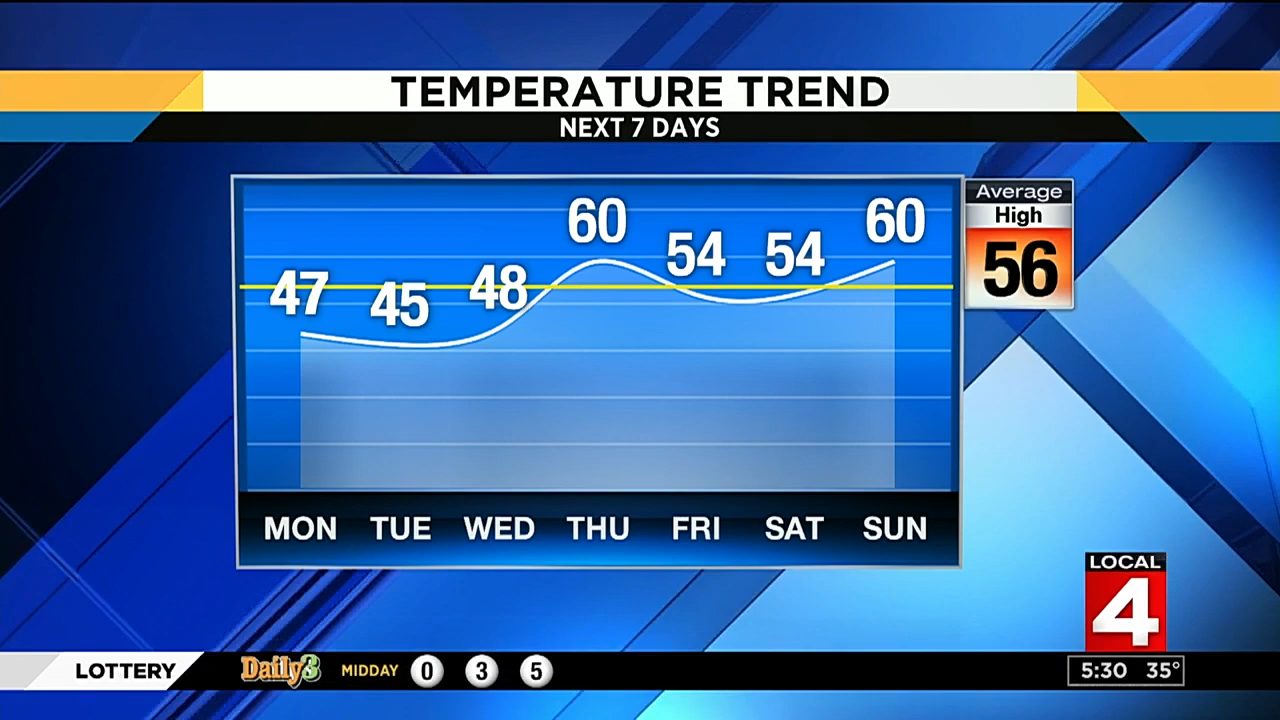 TEMPERATURE TREND
NEXT 7 DAYS
Average
High
56
47 45 48 60 54 54 60
MON TUE WED THU FRI SAT SUN
LOCAL
4
LOTTERY Daily3 MIDDAY 0 3 5 5:30 35°